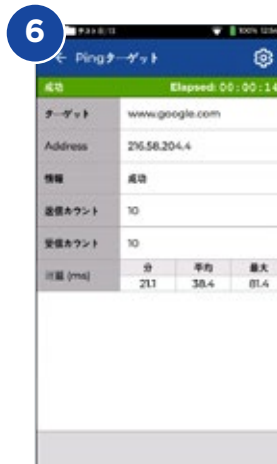 6
100%
Pingターゲット
成功 Elapsed: 00:00:14
ターゲット www.google.com
Address 216.58.204.4
情報 成功
送信カウント 10
受信カウント 10
(ms) 分 平均 最大
21.1 38.4 81.4